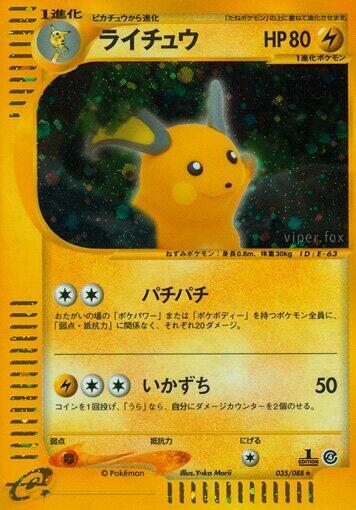 1進化
ピカチュウから進化
「たねポケモン」の上に重ねて進化させます。
ライチュウ HP80
1進化ポケモン
viper.fox
ねずみポケモン：身長0.8m、体重30kg ID:E-63
パチパチ
おたがいの場の「ポケパワー」または「ポケボディー」を持つポケモン全員に、
「弱点・抵抗力」に関係なく、それぞれ20ダメージ。
いかずち 50
コインを1回投げ、「うら」なら、自分にダメージカウンターを2個のせる。
弱点 抵抗力 にげる
1 EDITION
© Pokémon Illus. Yuka Morii 035/088 ★
e